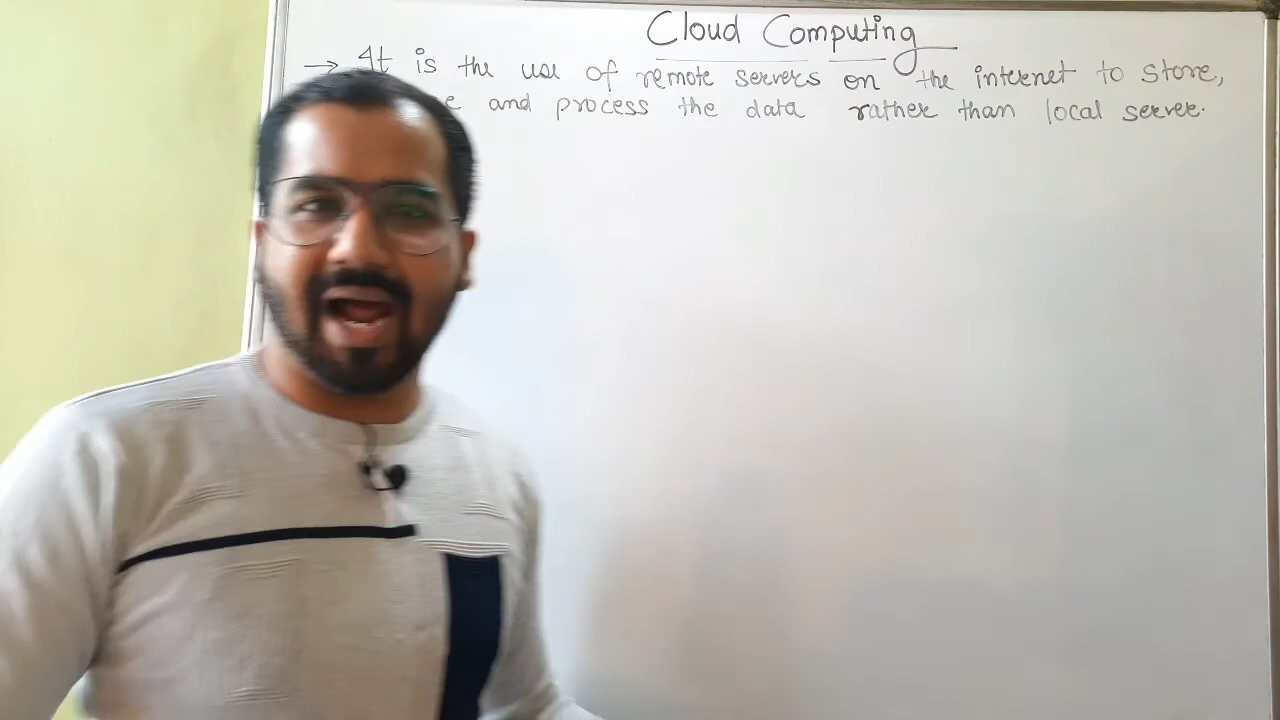 Cloud Computing
→ It is the use of remote servers on the internet to store,
and process the data rather than local server.